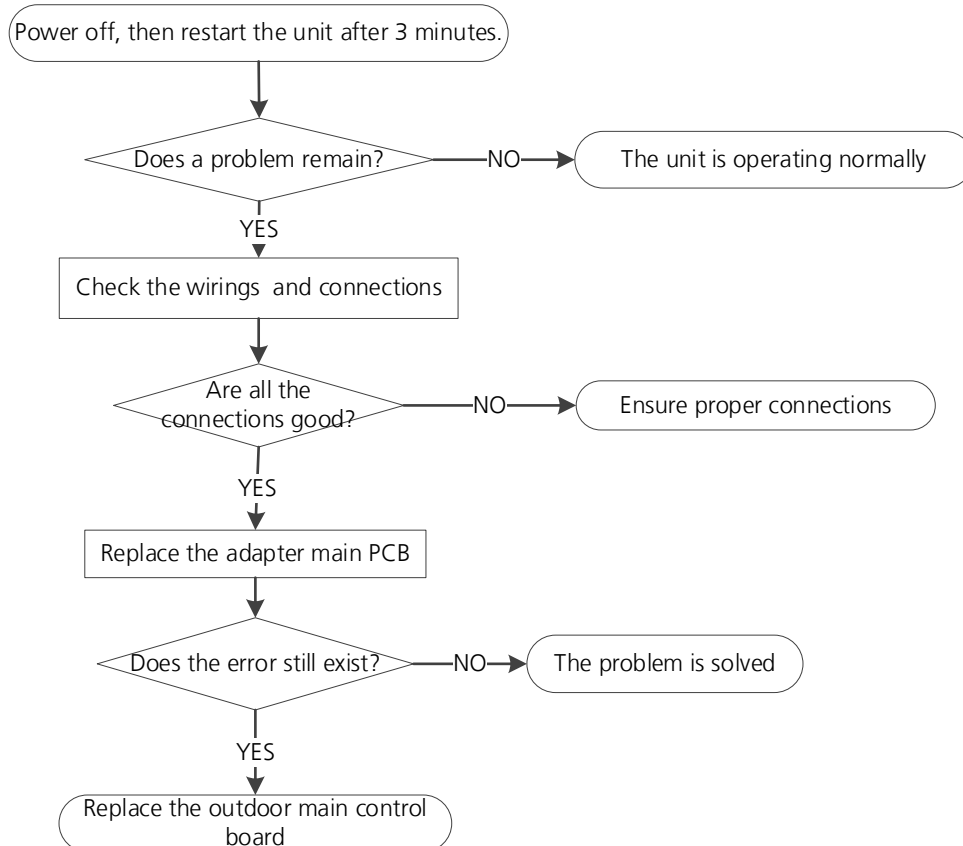 Power off, then restart the unit after 3 minutes.
Does a problem remain?
NO
The unit is operating normally
YES
Check the wirings  and connections
Are all the
connections good?
NO
Ensure proper connections
YES
Replace the adapter main PCB
Does the error still exist?
NO
The problem is solved
YES
Replace the outdoor main control
board